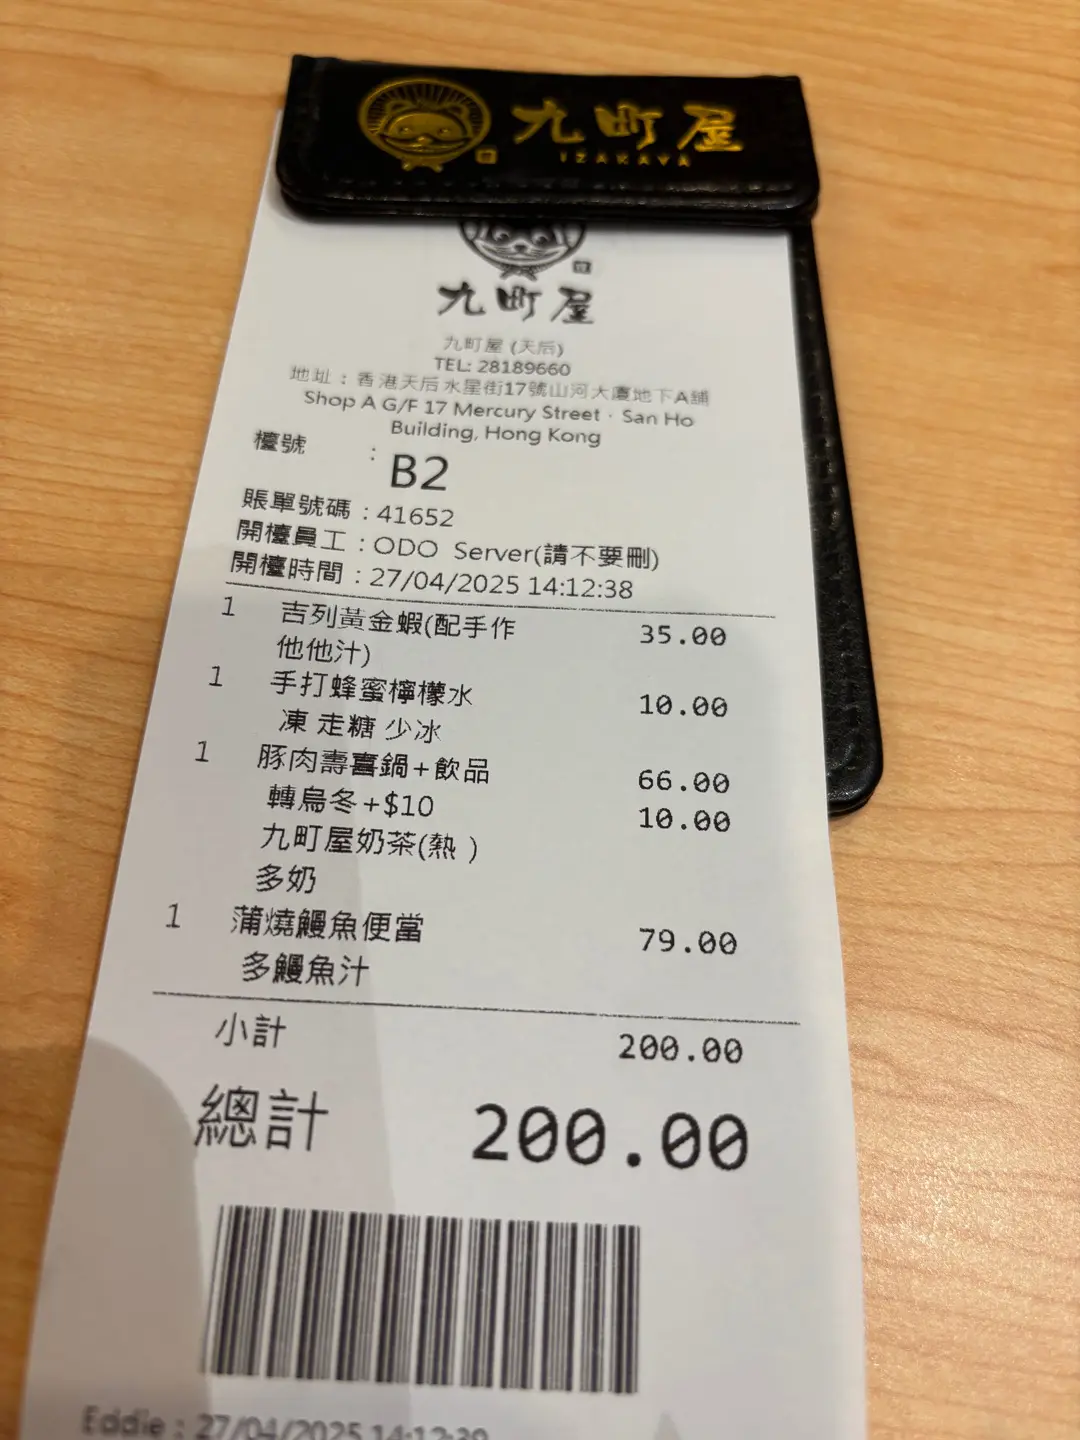 九町屋
IZAKAYA
九町屋
九町屋 (天后)
TEL: 28189660
地址：香港天后水星街17號山河大廈地下A舖
Shop A G/F 17 Mercury Street · San Ho
Building, Hong Kong
檯號 : B2
賬單號碼 : 41652
開檯員工 : ODO Server(請不要刪)
開檯時間 : 27/04/2025 14:12:38
1 吉列黃金蝦(配手作 35.00
他他汁)
1 手打蜂蜜檸檬水 10.00
凍 走糖 少冰
1 豚肉壽喜鍋+飲品 66.00
轉烏冬+$10 10.00
九町屋奶茶(熱 )
多奶
1 蒲燒鰻魚便當 79.00
多鰻魚汁
小計 200.00
總計 200.00
Eddie : 27/04/2025 14:12:39